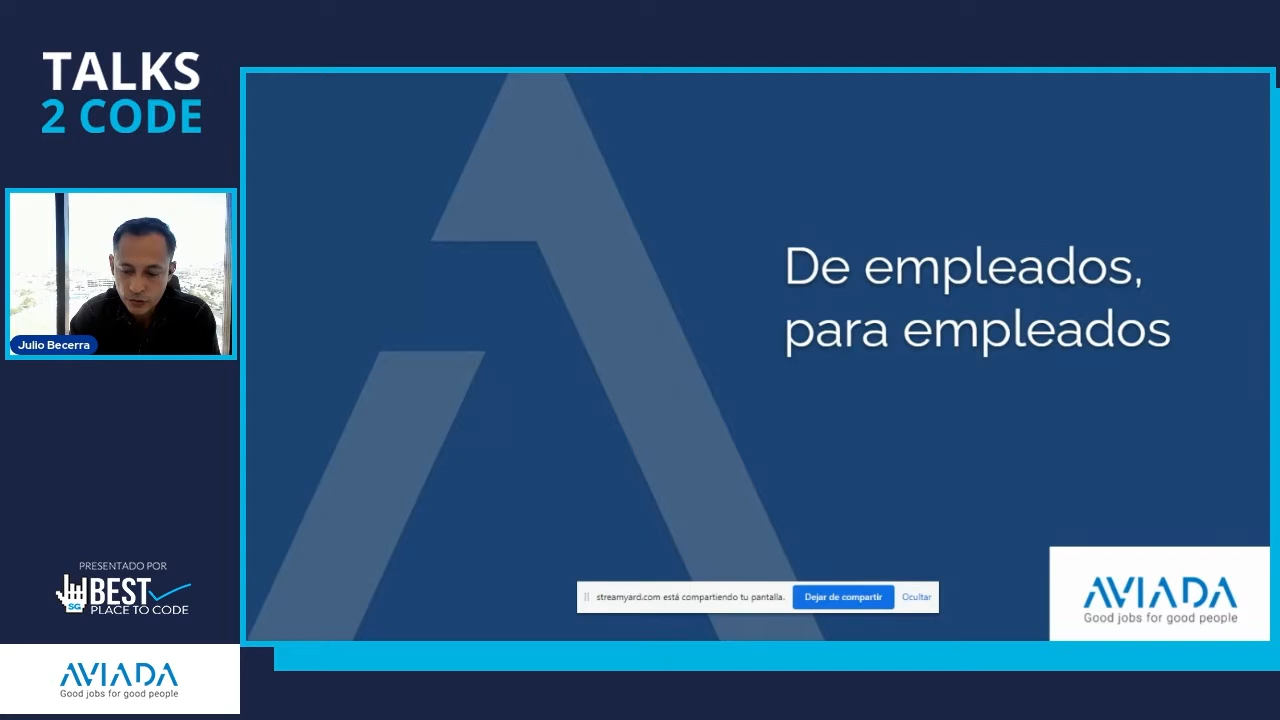 TALKS
2 CODE
Julio Becerra
PRESENTADO POR
SG
BEST
PLACE TO CODE
AVIADA
Good jobs for good people
De empleados,
para empleados
streamyard.com está compartiendo tu pantalla.
Dejar de compartir
Ocultar
AVIADA
Good jobs for good people